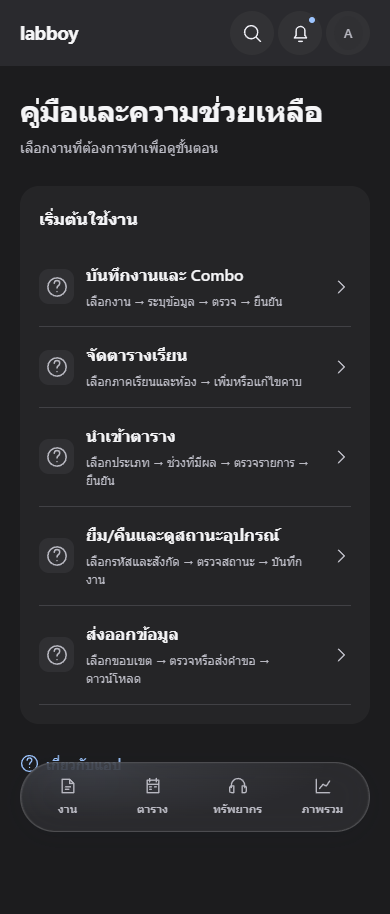 labboy
A
คู่มือและความช่วยเหลือ
เลือกงานที่ต้องการทำเพื่อดูขั้นตอน
เริ่มต้นใช้งาน
บันทึกงานและ Combo
เลือกงาน → ระบุข้อมูล → ตรวจ → ยืนยัน
จัดตารางเรียน
เลือกภาคเรียนและห้อง → เพิ่มหรือแก้ไขคาบ
นำเข้าตาราง
เลือกประเภท → ช่วงที่มีผล → ตรวจรายการ →
ยืนยัน
ยืม/คืนและดูสถานะอุปกรณ์
เลือกรหัสและสังกัด → ตรวจสถานะ → บันทึก
งาน
ส่งออกข้อมูล
เลือกขอบเขต → ตรวจหรือส่งคำขอ →
ดาวน์โหลด
เกี่ยวกับแอป
งาน
ตาราง
ทรัพยากร
ภาพรวม